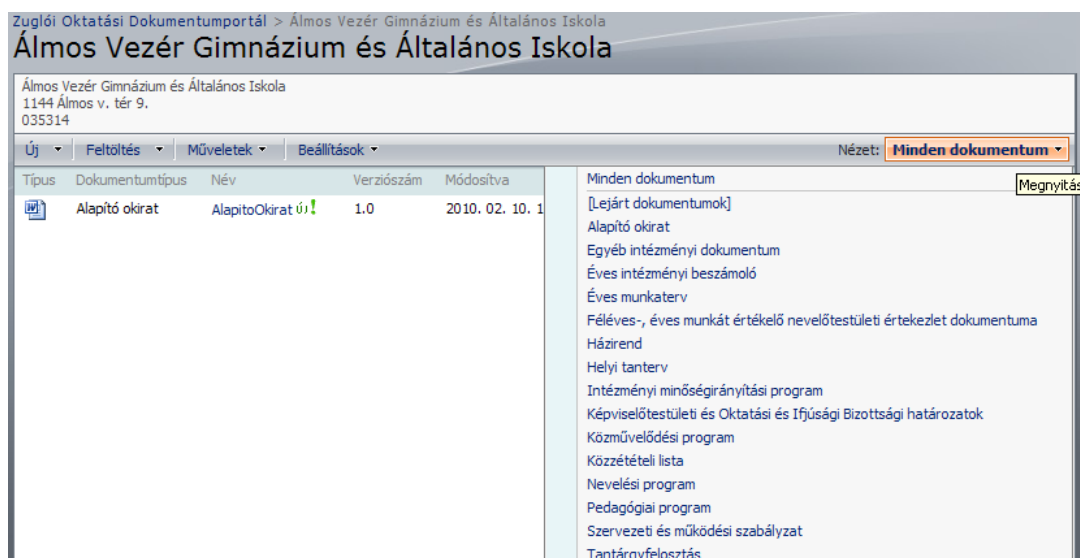 Zuglói Oktatási Dokumentumportál > Álmos Vezér Gimnázium és Általános Iskola
Álmos Vezér Gimnázium és Általános Iskola
Álmos Vezér Gimnázium és Általános Iskola
1144 Álmos v. tér 9.
035314
Új Feltöltés Műveletek Beállítások Nézet: Minden dokumentum
Típus Dokumentumtípus Név Verziószám Módosítva
Alapító okirat AlapitoOkirat ÚJ! 1.0 2010. 02. 10. 1
Minden dokumentum
Megnyitás
[Lejárt dokumentumok]
Alapító okirat
Egyéb intézményi dokumentum
Éves intézményi beszámoló
Éves munkaterv
Féléves-, éves munkát értékelő nevelőtestületi értekezlet dokumentuma
Házirend
Helyi tanterv
Intézményi minőségirányítási program
Képviselőtestületi és Oktatási és Ifjúsági Bizottsági határozatok
Közművelődési program
Közzétételi lista
Nevelési program
Pedagógiai program
Szervezeti és működési szabályzat
Tantárgyfelosztás